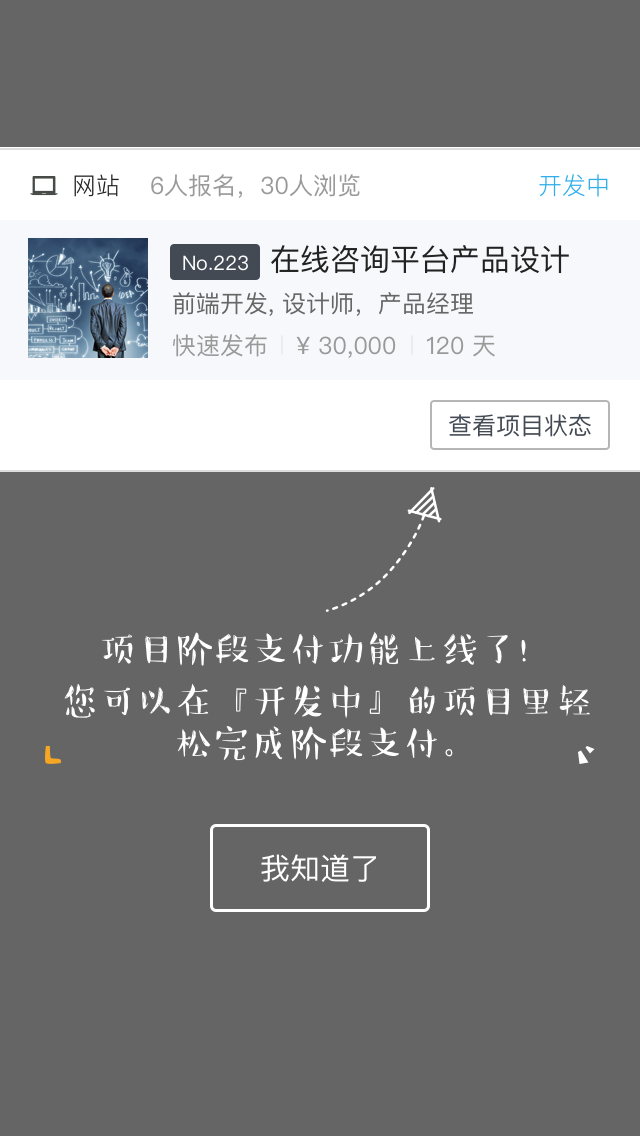 网站 6人报名，30人浏览 开发中
No.223 在线咨询平台产品设计
前端开发, 设计师，产品经理
快速发布 ¥ 30,000 120 天
查看项目状态
项目阶段支付功能上线了!
您可以在『开发中』的项目里轻
松完成阶段支付。
我知道了